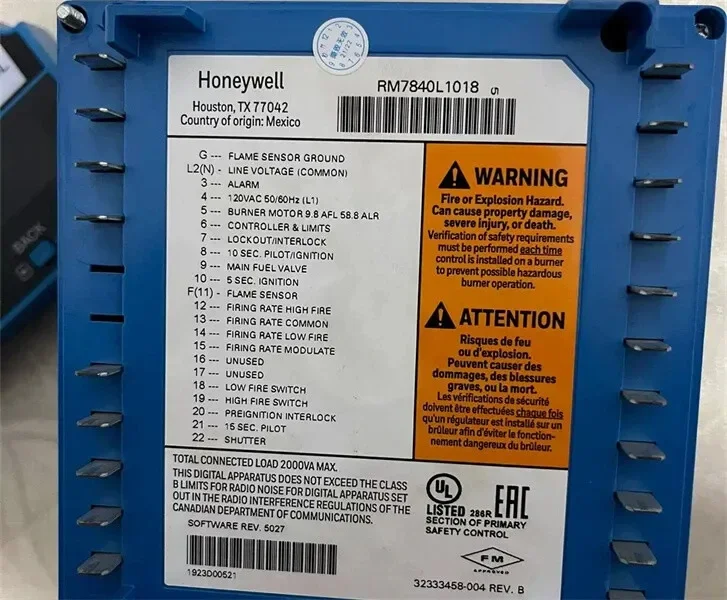 Honeywell
Houston, TX 77042
Country of origin: Mexico
RM7840L1018 5
G --- FLAME SENSOR GROUND
L2(N) - LINE VOLTAGE (COMMON)
3 --- ALARM
4 --- 120VAC 50/60Hz (L1)
5 --- BURNER MOTOR 9.8 AFL 58.8 ALR
6 --- CONTROLLER & LIMITS
7 --- LOCKOUT/INTERLOCK
8 --- 10 SEC. PILOT/IGNITION
9 --- MAIN FUEL VALVE
10 --- 5 SEC. IGNITION
F(11) - FLAME SENSOR
12 --- FIRING RATE HIGH FIRE
13 --- FIRING RATE COMMON
14 --- FIRING RATE LOW FIRE
15 --- FIRING RATE MODULATE
16 --- UNUSED
17 --- UNUSED
18 --- LOW FIRE SWITCH
19 --- HIGH FIRE SWITCH
20 --- PREIGNITION INTERLOCK
21 --- 15 SEC. PILOT
22 --- SHUTTER
WARNING
Fire or Explosion Hazard.
Can cause property damage,
severe injury, or death.
Verification of safety requirements
must be performed each time
control is installed on a burner
to prevent possible hazardous
burner operation.
ATTENTION
Risques de feu
ou d'explosion.
Peuvent causer des
dommages, des blessures
graves, ou la mort.
Les vérifications de sécurité
doivent être effectuées chaque fois
qu'un régulateur est installé sur un
brûleur afin d'éviter le fonction-
nement dangereux du brûleur.
TOTAL CONNECTED LOAD 2000VA MAX.
THIS DIGITAL APPARATUS DOES NOT EXCEED THE CLASS
B LIMITS FOR RADIO NOISE FOR DIGITAL APPARATUS SET
OUT IN THE RADIO INTERFERENCE REGULATIONS OF THE
CANADIAN DEPARTMENT OF COMMUNICATIONS.
SOFTWARE REV. 5027
1923D00521
UL
LISTED 286R
EAC
SECTION OF PRIMARY
SAFETY CONTROL
FM
APPROVED
32333458-004 REV. B
BACK